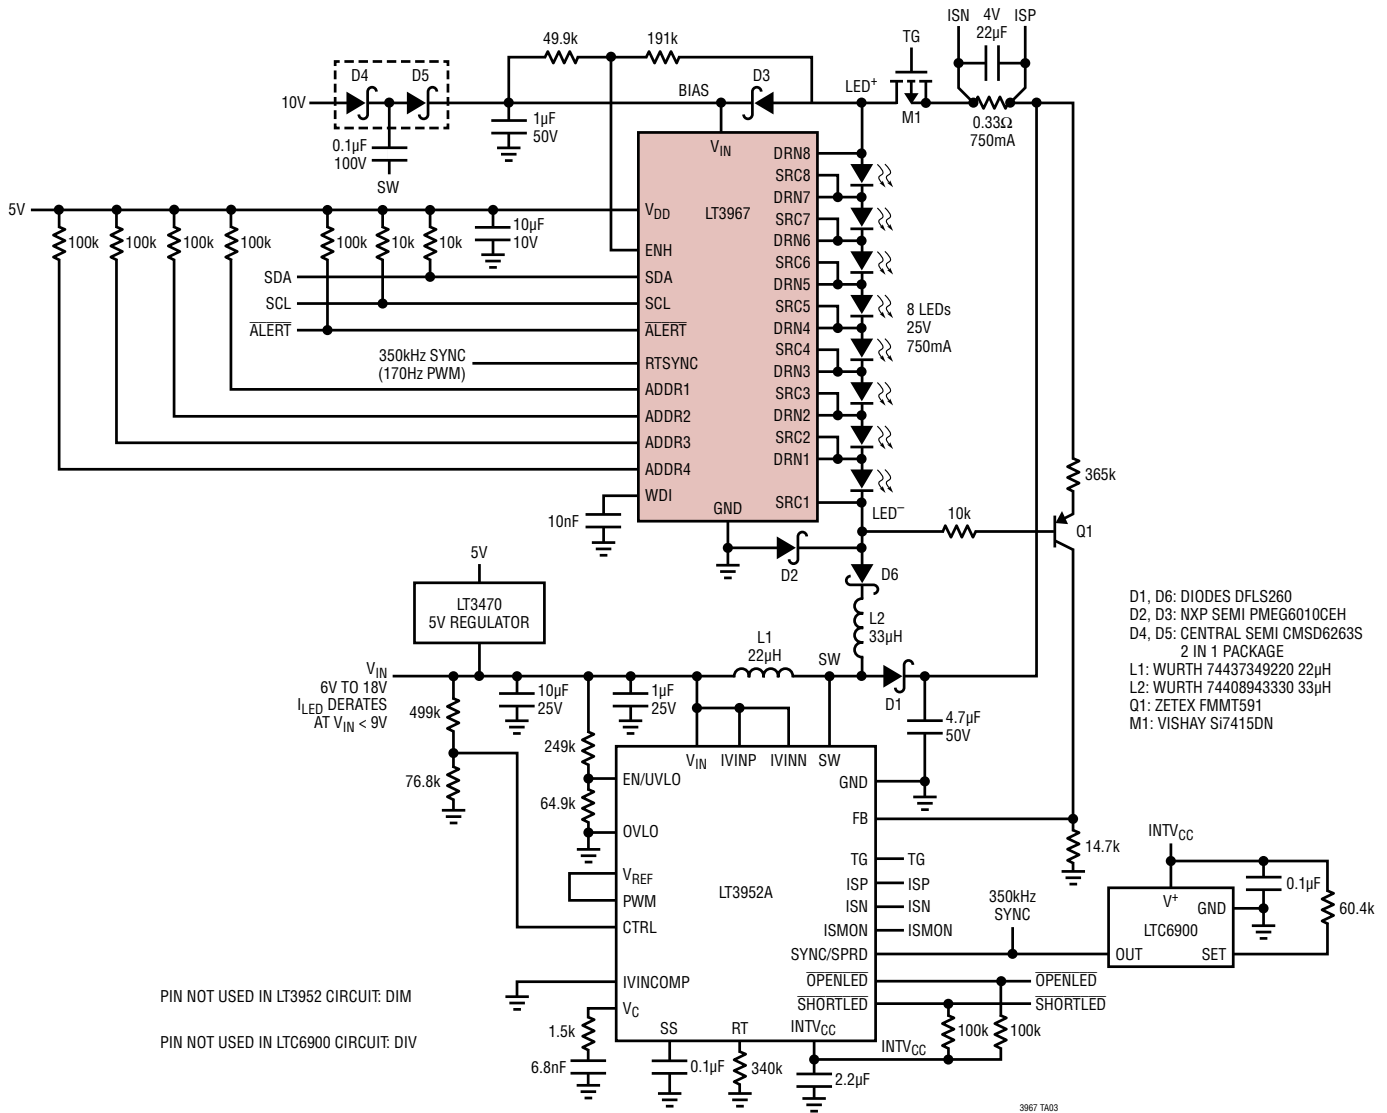 ISN
4V
22µF
ISP
TG
49.9k
191k
D4
D5
BIAS
D3
LED+
10V
M1
0.33Ω
750mA
1µF
50V
0.1µF
100V
SW
VIN
DRN8
SRC8
DRN7
SRC7
DRN6
SRC6
DRN5
SRC5
DRN4
SRC4
DRN3
SRC3
DRN2
SRC2
DRN1
SRC1
LT3967
5V
VDD
100k
100k
100k
100k
100k
10k
10k
10µF
10V
ENH
SDA
SDA
SCL
SCL
ALERT
ALERT
350kHz SYNC
(170Hz PWM)
RTSYNC
ADDR1
ADDR2
ADDR3
ADDR4
WDI
GND
10nF
8 LEDs
25V
750mA
LED–
365k
10k
Q1
D2
D6
L2
33µH
5V
LT3470
5V REGULATOR
L1
22µH
SW
D1
VIN
6V TO 18V
ILED DERATES
AT VIN < 9V
10µF
25V
1µF
25V
4.7µF
50V
499k
76.8k
249k
64.9k
D1, D6: DIODES DFLS260
D2, D3: NXP SEMI PMEG6010CEH
D4, D5: CENTRAL SEMI CMSD6263S
2 IN 1 PACKAGE
L1: WURTH 74437349220 22µH
L2: WURTH 74408943330 33µH
Q1: ZETEX FMMT591
M1: VISHAY Si7415DN
VIN
IVINP
IVINN
SW
EN/UVLO
OVLO
VREF
PWM
CTRL
IVINCOMP
VC
LT3952A
GND
FB
TG
TG
ISP
ISP
ISN
ISN
ISMON
ISMON
SYNC/SPRD
OPENLED
OPENLED
SHORTLED
SHORTLED
SS
RT
INTVCC
14.7k
350kHz
SYNC
INTVCC
0.1µF
60.4k
V+
GND
LTC6900
OUT
SET
PIN NOT USED IN LT3952 CIRCUIT: DIM
PIN NOT USED IN LTC6900 CIRCUIT: DIV
1.5k
6.8nF
0.1µF
340k
INTVCC
2.2µF
100k
100k
3967 TA03